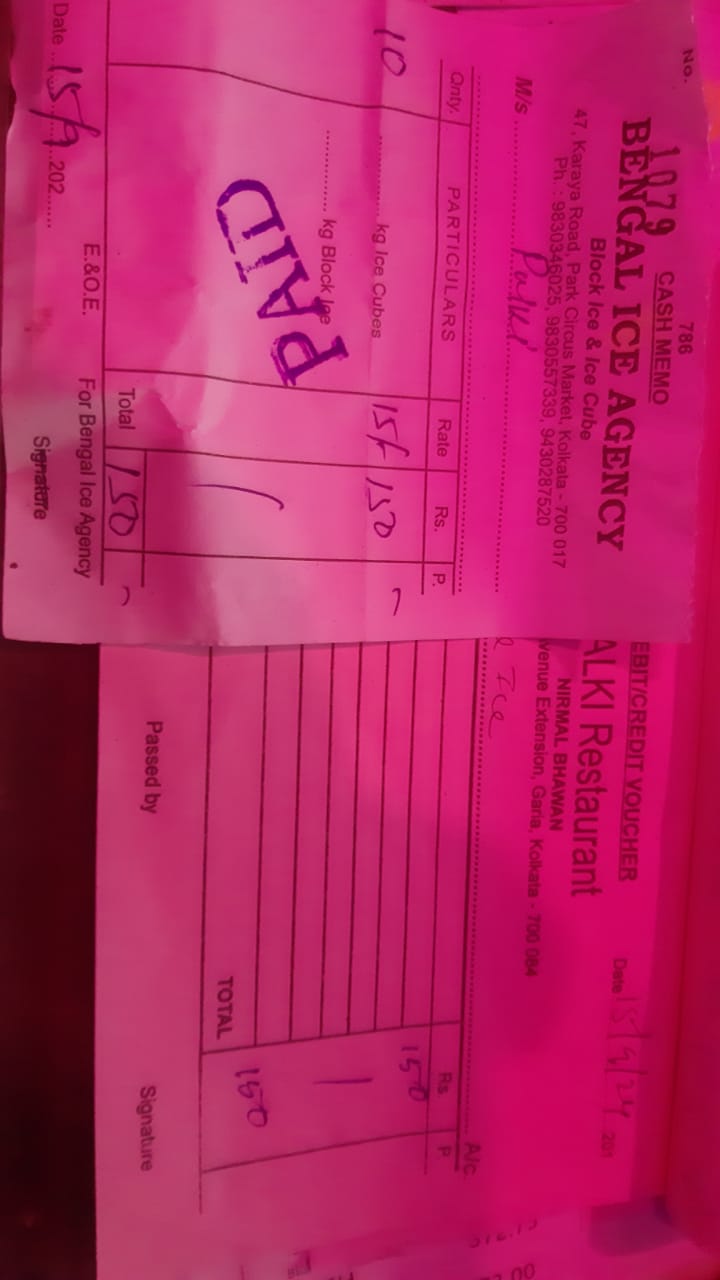 786
No. 1079 CASH MEMO
BENGAL ICE AGENCY
Block Ice & Ice Cube
47, Karaya Road, Park Circus Market, Kolkata - 700 017
Ph. : 9830346025, 9830557339, 9430287520
M/s
Qnty. PARTICULARS Rate Rs. P.
10 kg Ice Cubes 15/- 150
kg Block Ice
PAID
Total 150
E.&.O.E. For Bengal Ice Agency
Date 15/9 202
Signature
EBIT/CREDIT VOUCHER
Date 15/9/24 201
ALKI Restaurant
NIRMAL BHAWAN
venue Extension, Garia, Kolkata - 700 084
Ice
A/c.
Rs P
150
TOTAL 150
Passed by Signature